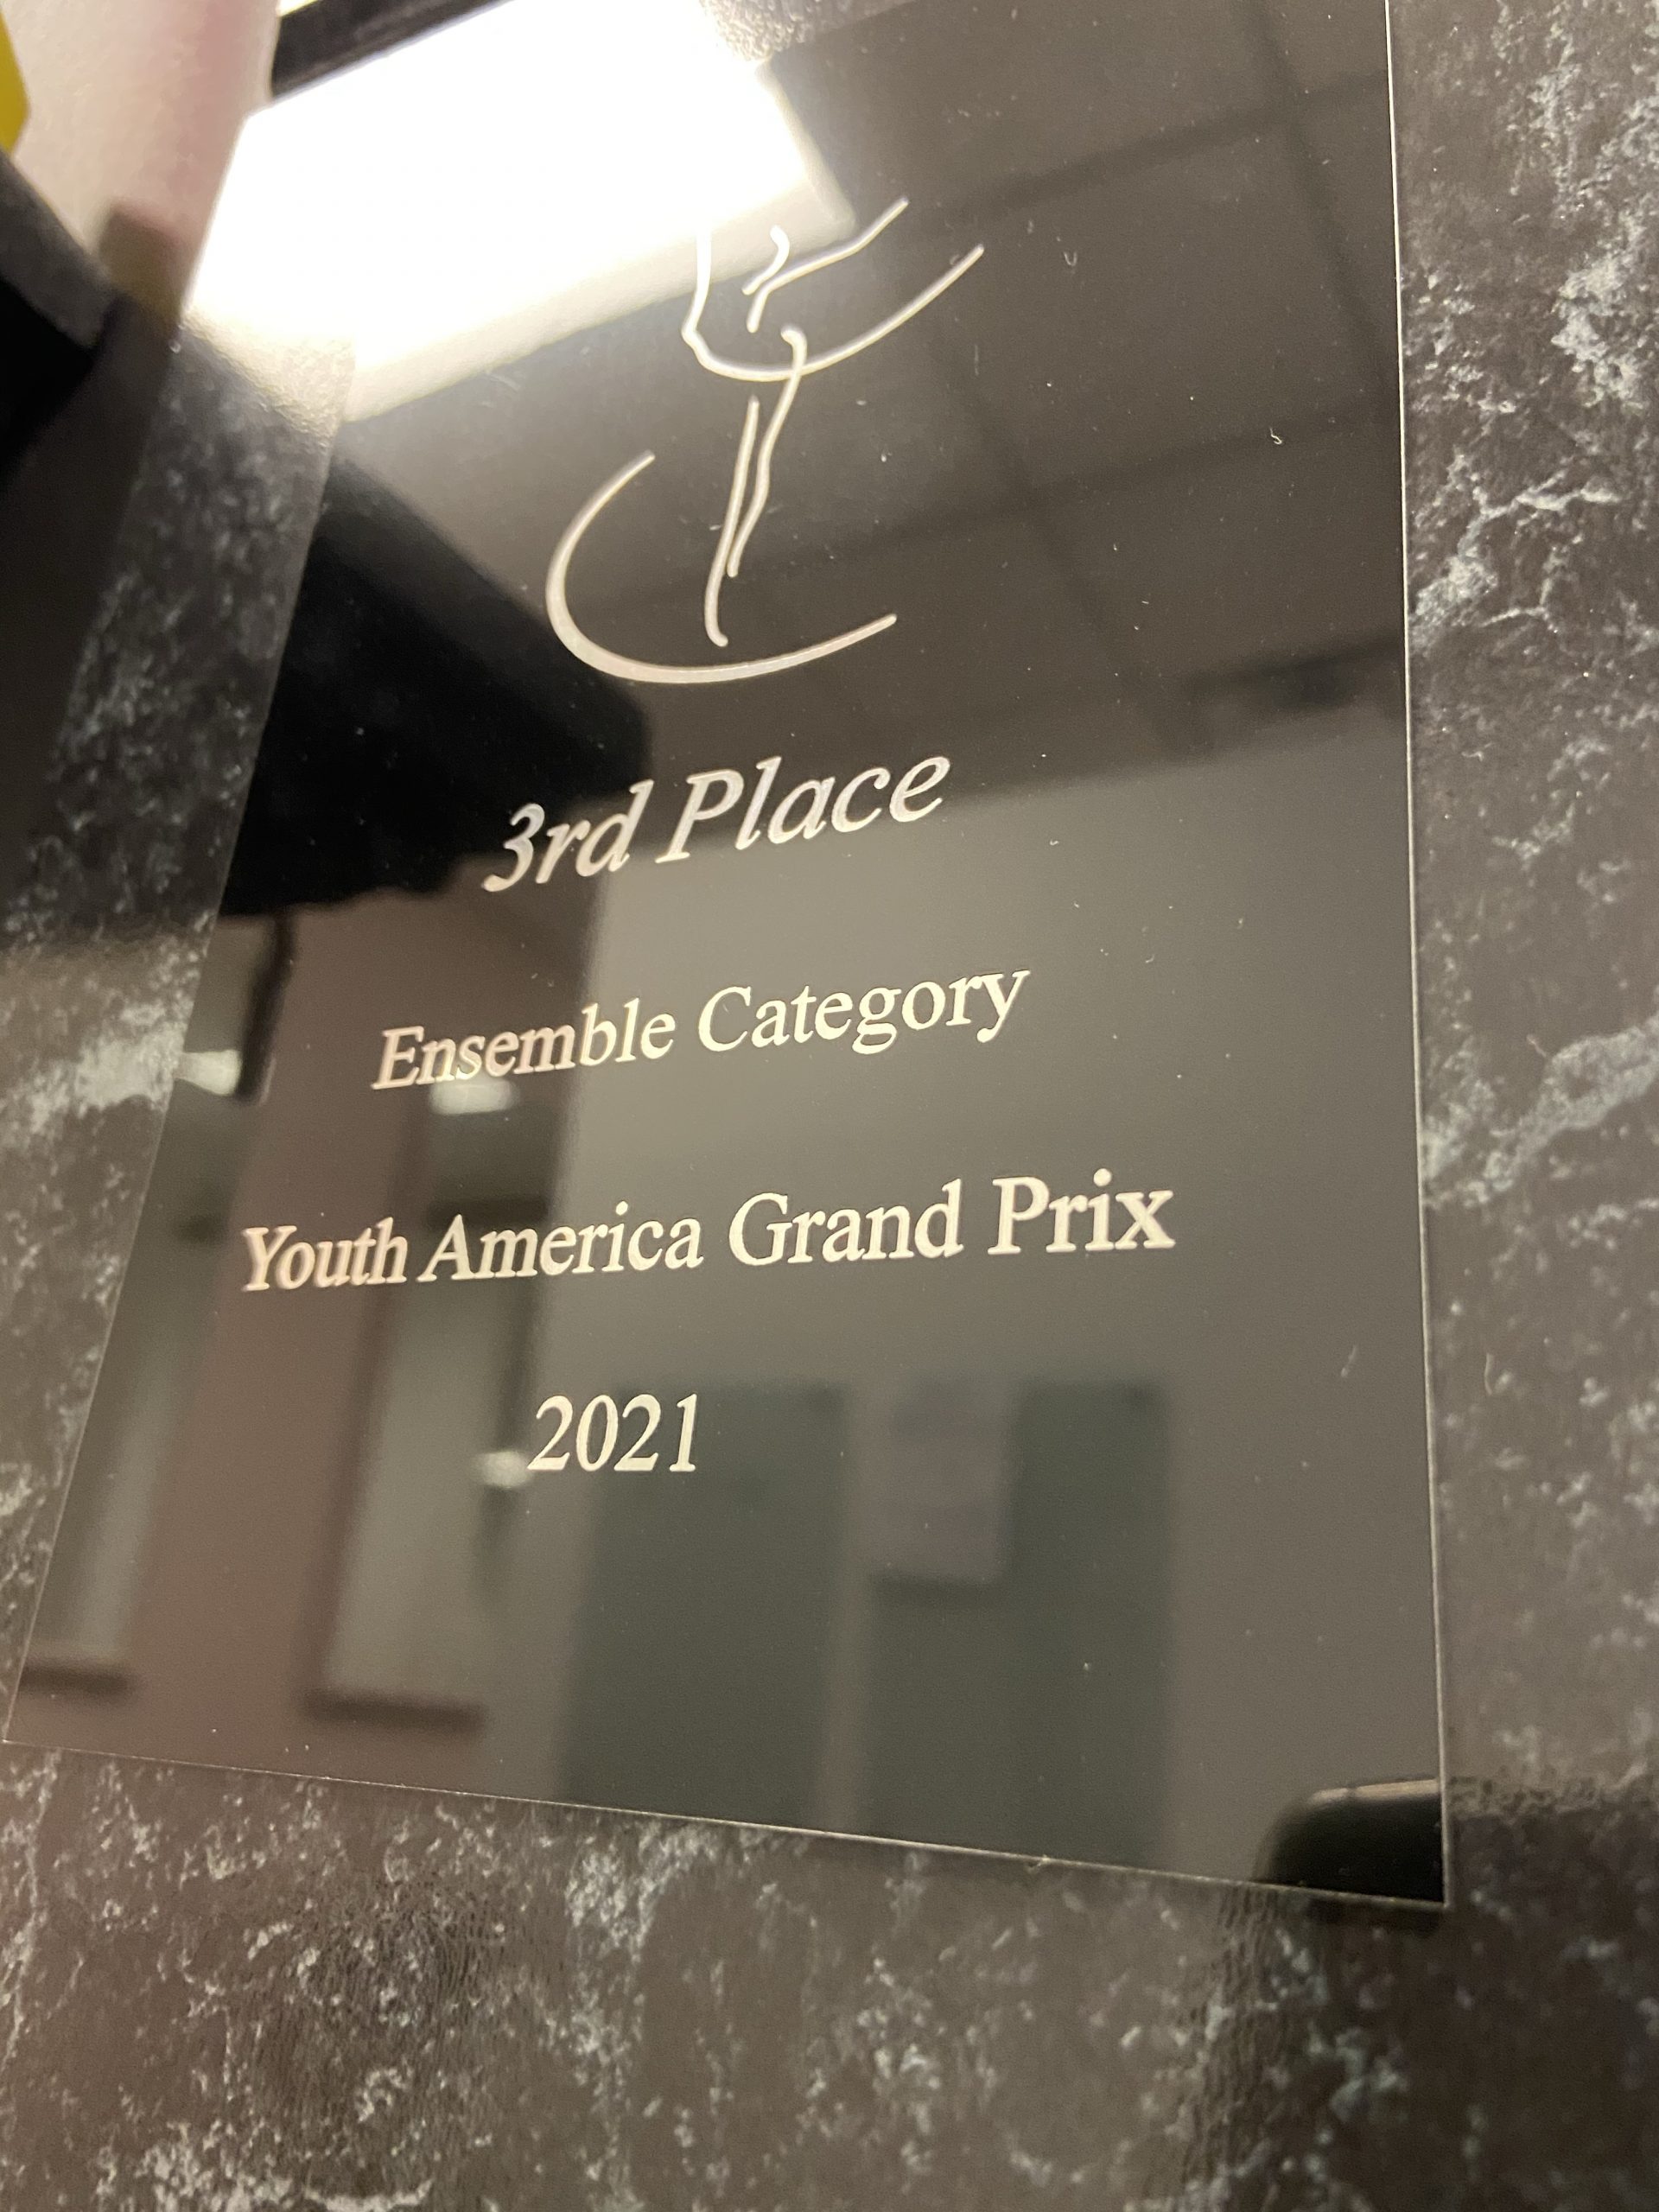 3rd Place
Ensemble Category
Youth America Grand Prix
2021